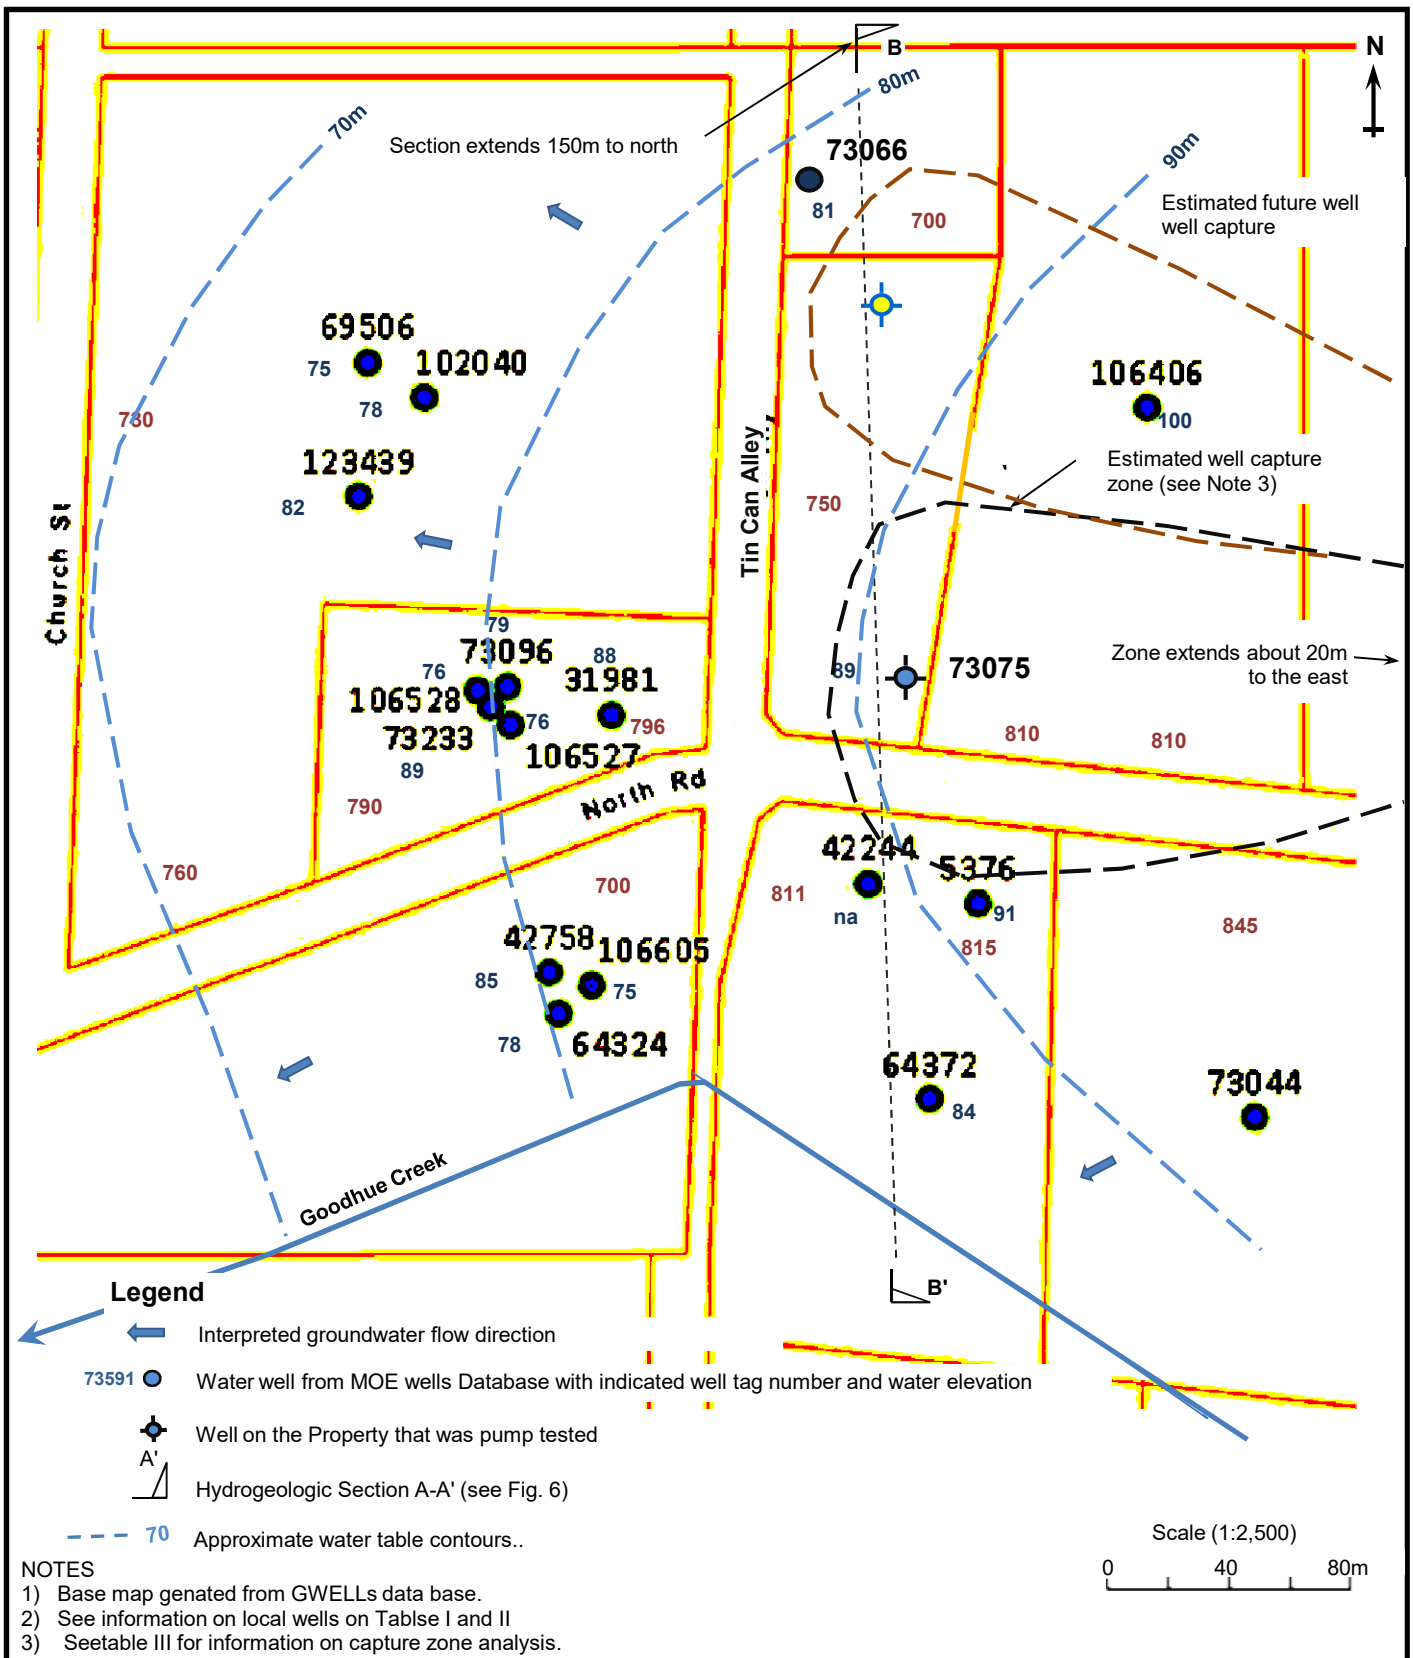 B
N
80m
70m
Section extends 150m to north
73066
90m
81
700
Estimated future well
well capture
69506
75
102040
78
106406
100
780
123439
82
Estimated well capture
zone (see Note 3)
750
Tin Can Alley
Church St
79
73096
76
88
31981
106528
76
796
73233
106527
89
89
73075
Zone extends about 20m
to the east
810
810
790
North Rd
760
700
42244
5376
811
na
91
815
845
42758
106605
85
75
78
64324
64372
84
73044
Goodhue Creek
B'
Legend
Interpreted groundwater flow direction
73591 Water well from MOE wells Database with indicated well tag number and water elevation
Well on the Property that was pump tested
A'
Hydrogeologic Section A-A' (see Fig. 6)
70 Approximate water table contours..
Scale (1:2,500)
0 40 80m
NOTES
1) Base map genated from GWELLs data base.
2) See information on local wells on Tablse I and II
3) Seetable III for information on capture zone analysis.